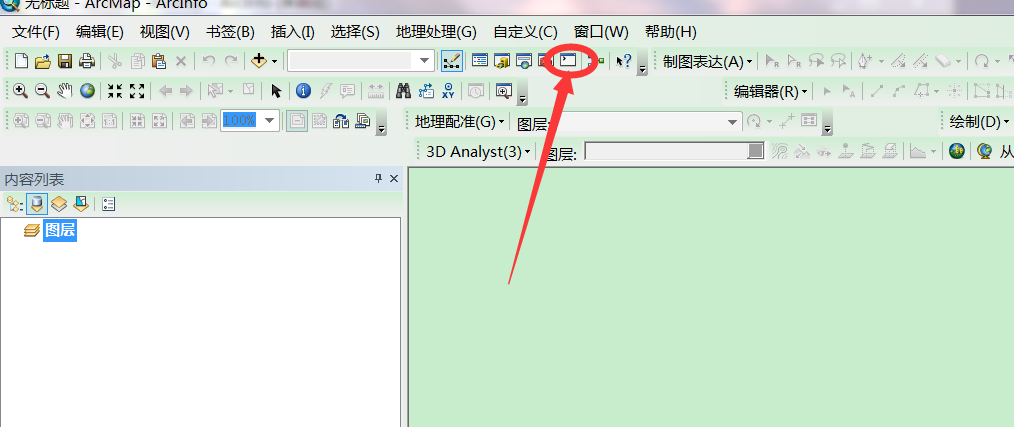 无标题 - ArcMap - ArcInfo
文件(F) 编辑(E) 视图(V) 书签(B) 插入(I) 选择(S) 地理处理(G) 自定义(C) 窗口(W) 帮助(H)
制图表达(A)
编辑器(R)
100% 地理配准(G) 图层: 绘制(D)
3D Analyst(3) 图层: 从
内容列表
图层